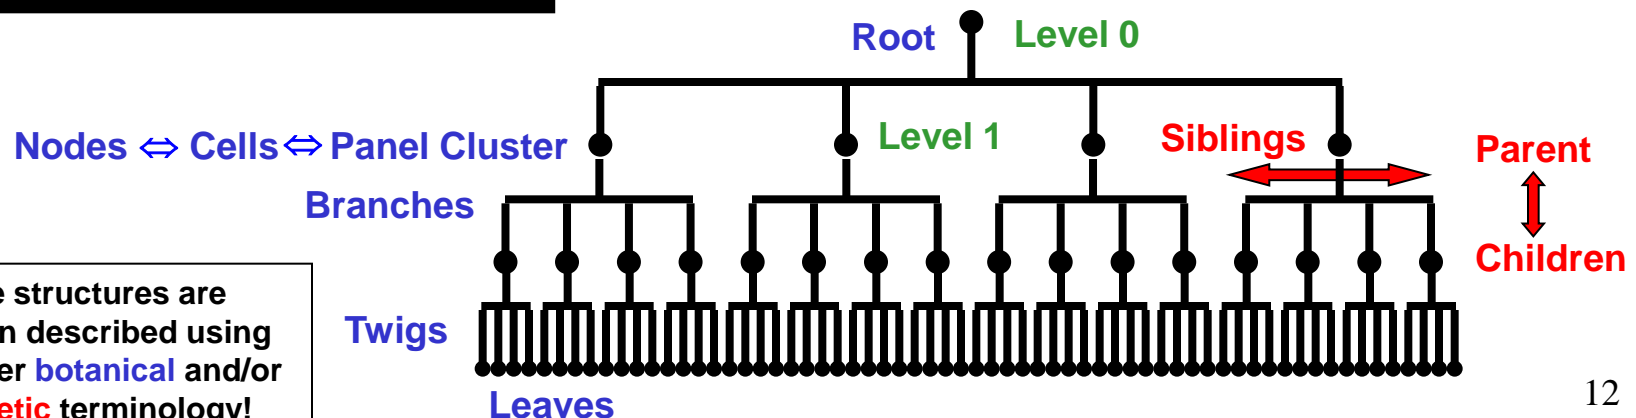 Root Level 0
Nodes ⇔ Cells ⇔ Panel Cluster Level 1 Siblings Parent
Branches
Children
structures are
described using
botanical and/or
terminology!
Twigs
Leaves
12